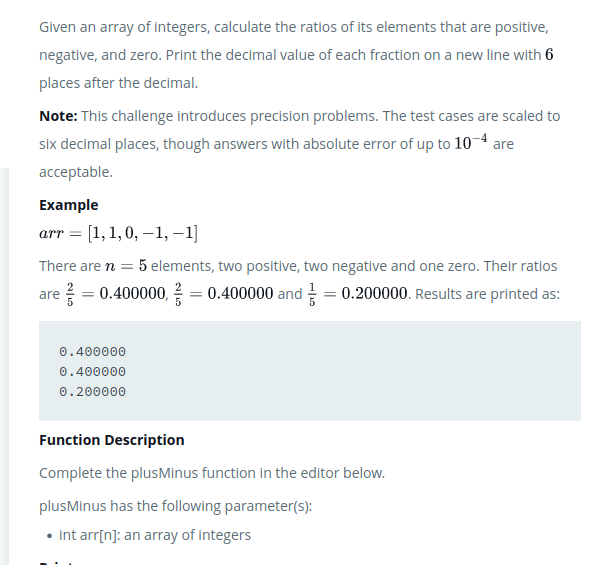 Given an array of integers, calculate the ratios of its elements that are positive,
negative, and zero. Print the decimal value of each fraction on a new line with 6
places after the decimal.
Note: This challenge introduces precision problems. The test cases are scaled to
six decimal places, though answers with absolute error of up to 10⁻⁴ are
acceptable.
Example
arr = [1, 1, 0, −1, −1]
There are n = 5 elements, two positive, two negative and one zero. Their ratios
are 2/5 = 0.400000, 2/5 = 0.400000 and 1/5 = 0.200000. Results are printed as:
0.400000
0.400000
0.200000
Function Description
Complete the plusMinus function in the editor below.
plusMinus has the following parameter(s):
• int arr[n]: an array of integers